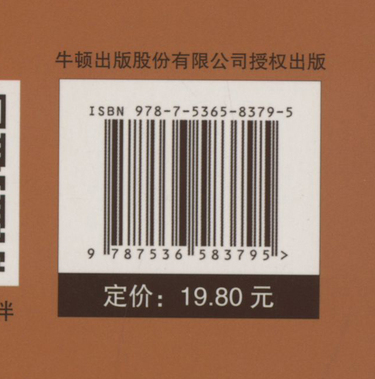 牛顿出版股份有限公司授权出版
ISBN 978-7-5365-8379-5
9 787536 583795 >
定价：19.80 元
伴